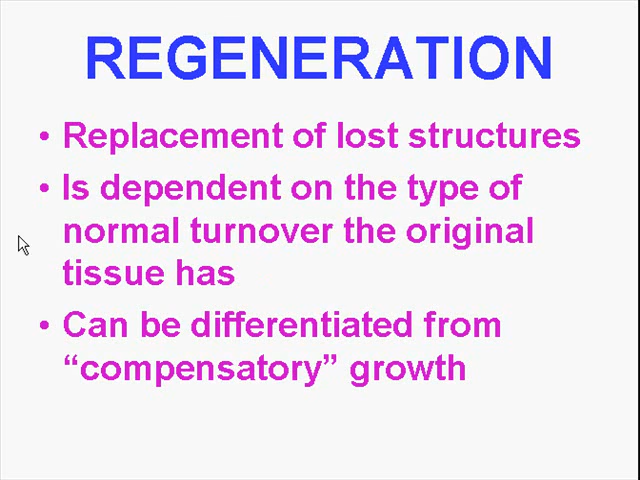 REGENERATION
• Replacement of lost structures
• Is dependent on the type of
normal turnover the original
tissue has
• Can be differentiated from
“compensatory” growth